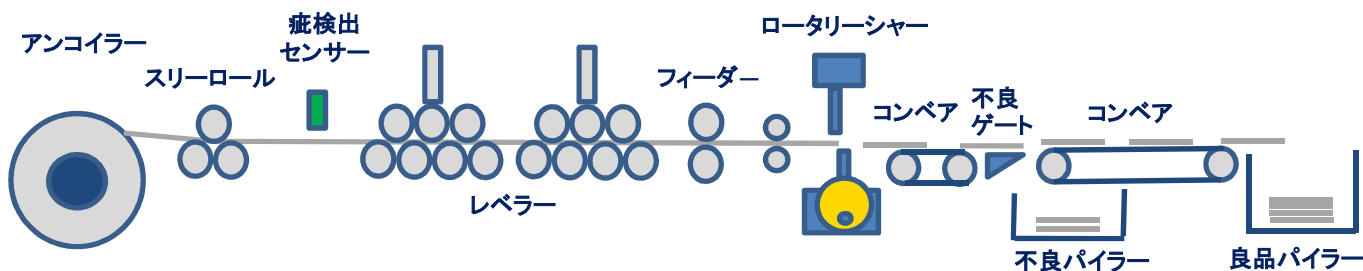 アンコイラー
スリーロール
疵検出
センサー
レベラー
フィーダー
ロータリーシャー
コンベア
不良
ゲート
コンベア
不良パイラー
良品パイラー